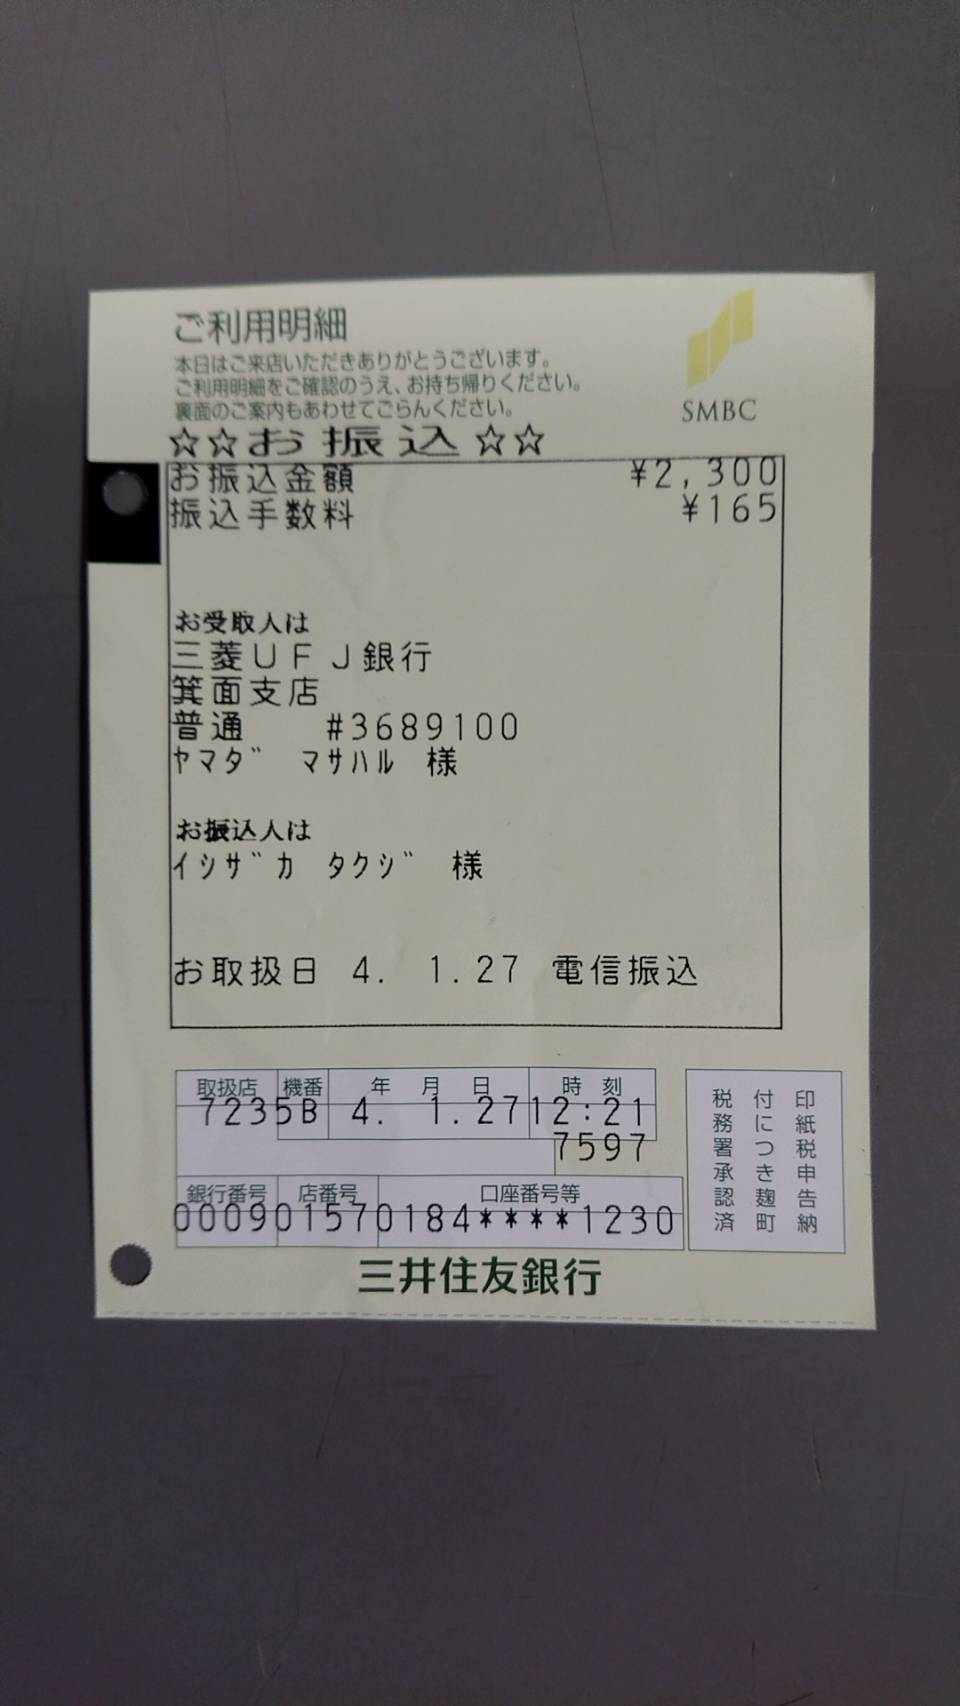 ご利用明細
本日はご来店いただきありがとうございます。
ご利用明細をご確認のうえ、お持ち帰りください。
裏面のご案内もあわせてごらんください。
SMBC
☆☆お振込☆☆
お振込金額 ¥2,300
振込手数料 ¥165
お受取人は
三菱UFJ銀行
箕面支店
普通 #3689100
ﾔﾏﾀﾞ ﾏｻﾊﾙ 様
お振込人は
ｲｼｻﾞｶ ﾀｸｼﾞ 様
お取扱日 4. 1.27 電信振込
取扱店 機番 年 月 日 時刻
7235B 4. 1.27 12:21
7597
銀行番号 店番号 口座番号等
0009 0157 0184****1230
印紙税申告納
付につき麹町
税務署承認済
三井住友銀行